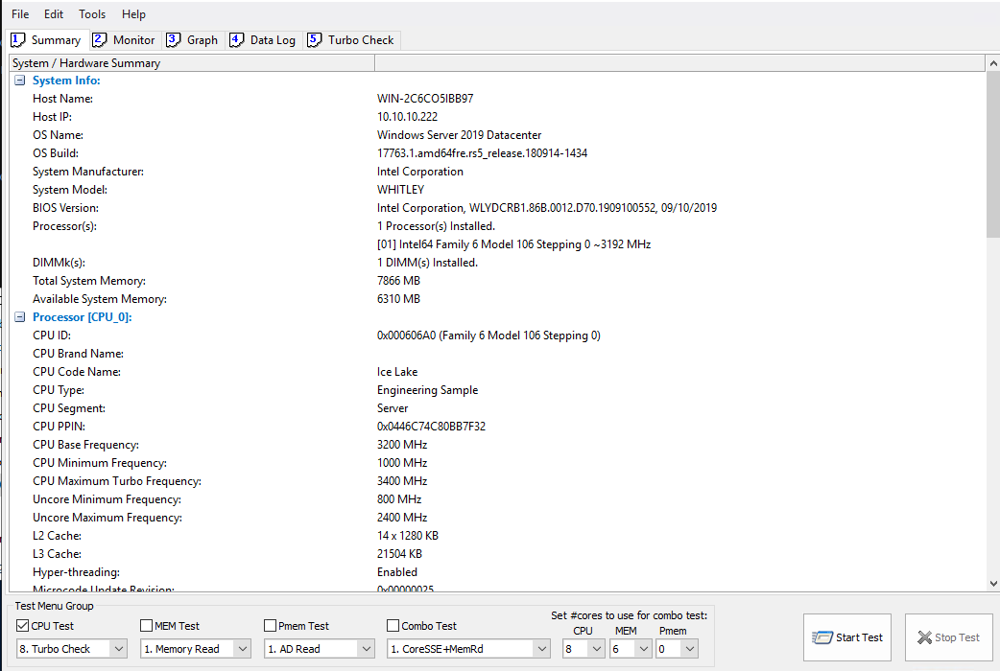 File Edit Tools Help
1 Summary 2 Monitor 3 Graph 4 Data Log 5 Turbo Check
System / Hardware Summary
System Info:
Host Name: WIN-2C6CO5IBB97
Host IP: 10.10.10.222
OS Name: Windows Server 2019 Datacenter
OS Build: 17763.1.amd64fre.rs5_release.180914-1434
System Manufacturer: Intel Corporation
System Model: WHITLEY
BIOS Version: Intel Corporation, WLYDCRB1.86B.0012.D70.1909100552, 09/10/2019
Processor(s): 1 Processor(s) Installed.
[01] Intel64 Family 6 Model 106 Stepping 0 ~3192 MHz
DIMMk(s): 1 DIMM(s) Installed.
Total System Memory: 7866 MB
Available System Memory: 6310 MB
Processor [CPU_0]:
CPU ID: 0x000606A0 (Family 6 Model 106 Stepping 0)
CPU Brand Name:
CPU Code Name: Ice Lake
CPU Type: Engineering Sample
CPU Segment: Server
CPU PPIN: 0x0446C74C80BB7F32
CPU Base Frequency: 3200 MHz
CPU Minimum Frequency: 1000 MHz
CPU Maximum Turbo Frequency: 3400 MHz
Uncore Minimum Frequency: 800 MHz
Uncore Maximum Frequency: 2400 MHz
L2 Cache: 14 x 1280 KB
L3 Cache: 21504 KB
Hyper-threading: Enabled
Microcode Update Revision: 0x00000025
Test Menu Group
CPU Test MEM Test Pmem Test Combo Test
Set #cores to use for combo test:
CPU MEM Pmem
8. Turbo Check 1. Memory Read 1. AD Read 1. CoreSSE+MemRd 8 6 0
Start Test Stop Test